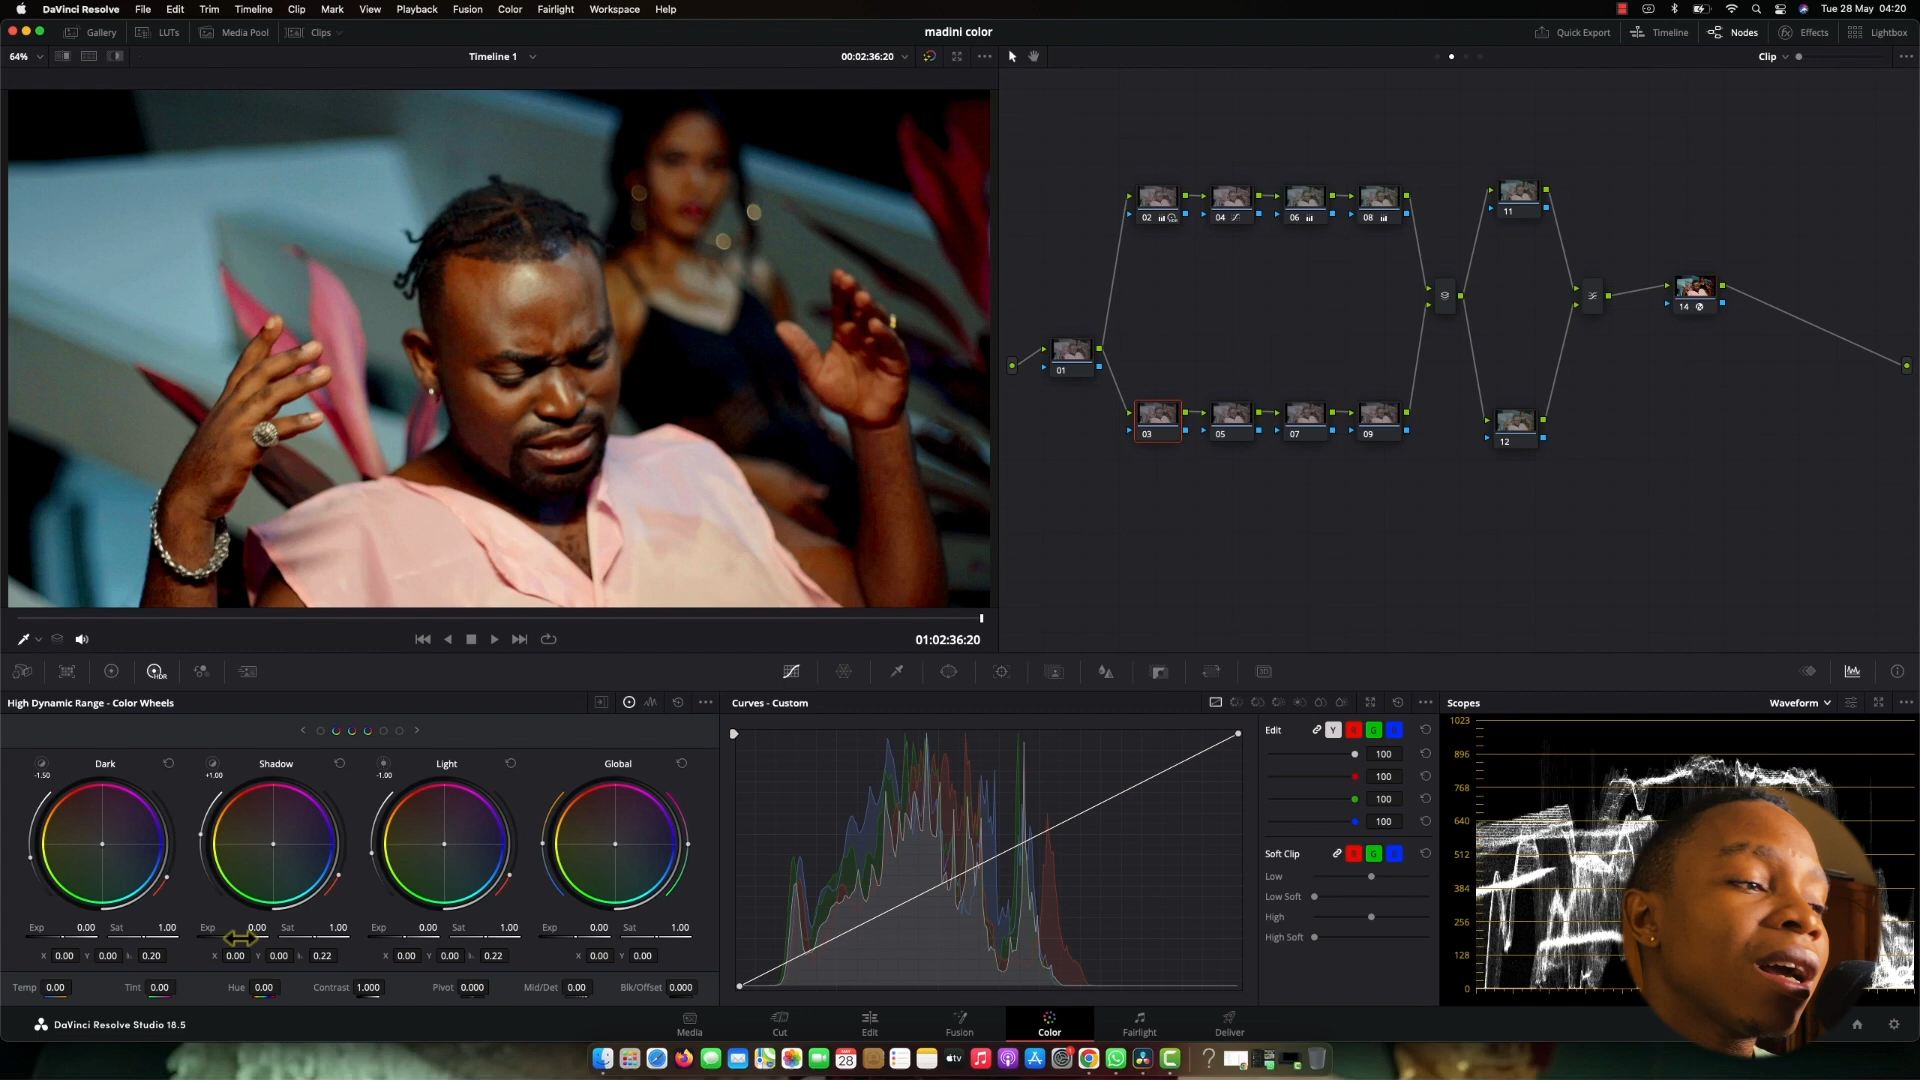 DaVinci Resolve File Edit Trim Timeline Clip Mark View Playback Fusion Color Fairlight Workspace Help Tue 28 May 04:20
Gallery LUTs Media Pool Clips madini color Quick Export Timeline Nodes Effects Lightbox
64% Timeline 1 00:02:36:20 Clip
02 04 06 08 11
14
01
03 05 07 09 12
01:02:36:20
HDR
High Dynamic Range - Color Wheels Curves - Custom Scopes Waveform
Dark Shadow Light Global
-1.50 +1.00 -1.00
Exp 0.00 Sat 1.00 Exp 0.00 Sat 1.00 Exp 0.00 Sat 1.00 Exp 0.00 Sat 1.00
X 0.00 Y 0.00 0.20 X 0.00 Y 0.00 0.22 X 0.00 Y 0.00 0.22 X 0.00 Y 0.00
Temp 0.00 Tint 0.00 Hue 0.00 Contrast 1.000 Pivot 0.000 Mid/Det 0.00 Blk/Offset 0.000
Edit Y R G B
100
100
100
100
Soft Clip R G B
Low
Low Soft
High
High Soft
1023
896
768
640
512
384
256
128
0
DaVinci Resolve Studio 18.5
Media Cut Edit Fusion Color Fairlight Deliver
28 tv